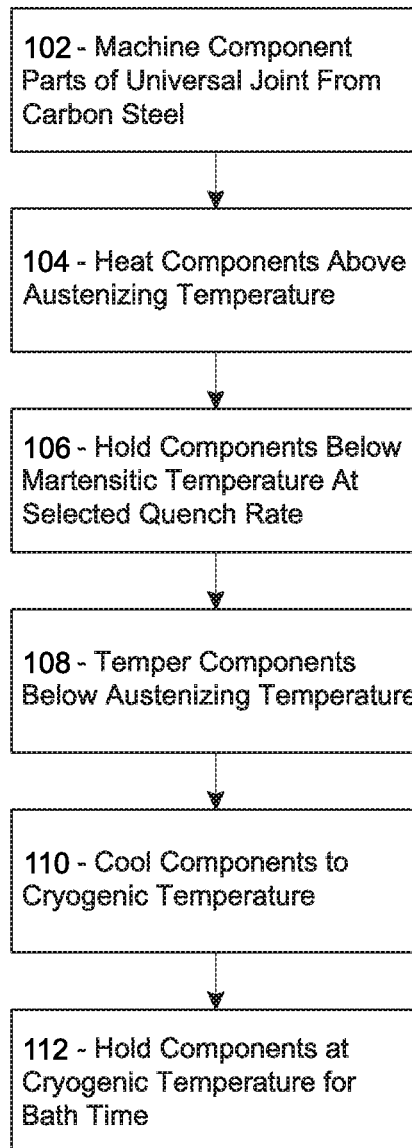 102 - Machine Component
Parts of Universal Joint From
Carbon Steel
104 - Heat Components Above
Austenizing Temperature
106 - Hold Components Below
Martensitic Temperature At
Selected Quench Rate
108 - Temper Components
Below Austenizing Temperature
110 - Cool Components to
Cryogenic Temperature
112 - Hold Components at
Cryogenic Temperature for
Bath Time